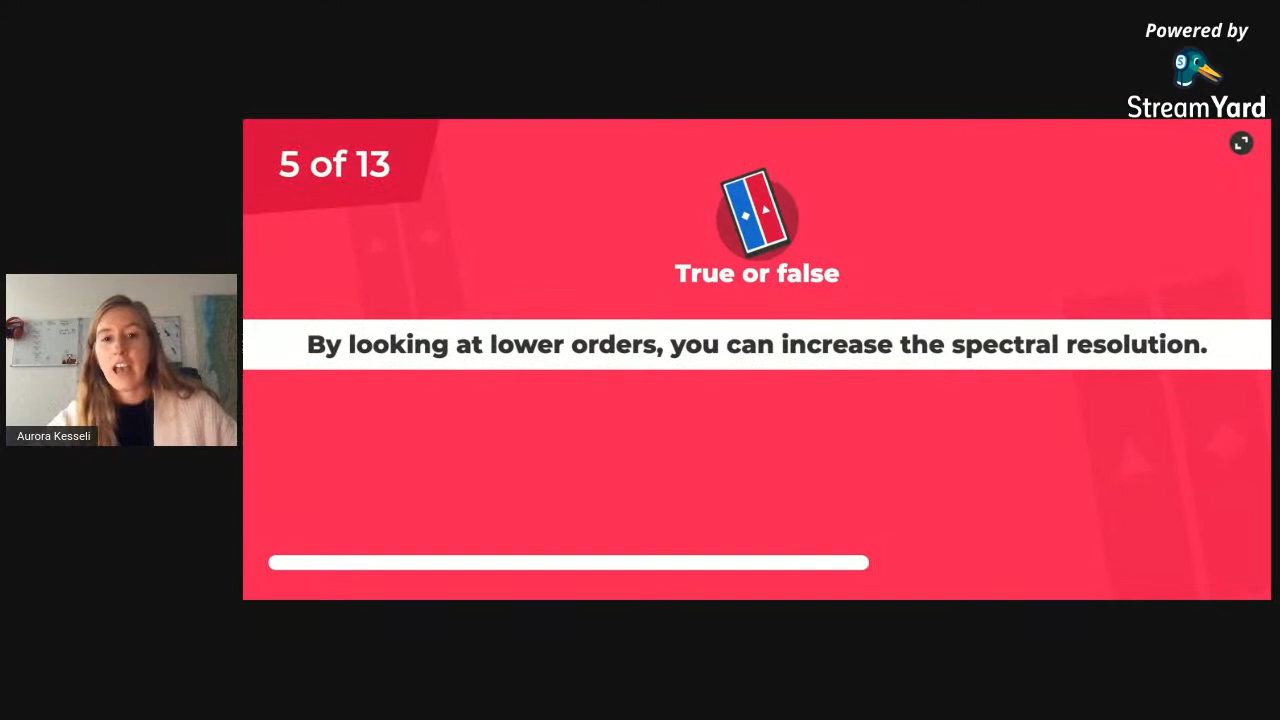 Powered by
StreamYard
5 of 13
True or false
By looking at lower orders, you can increase the spectral resolution.
Aurora Kesseli